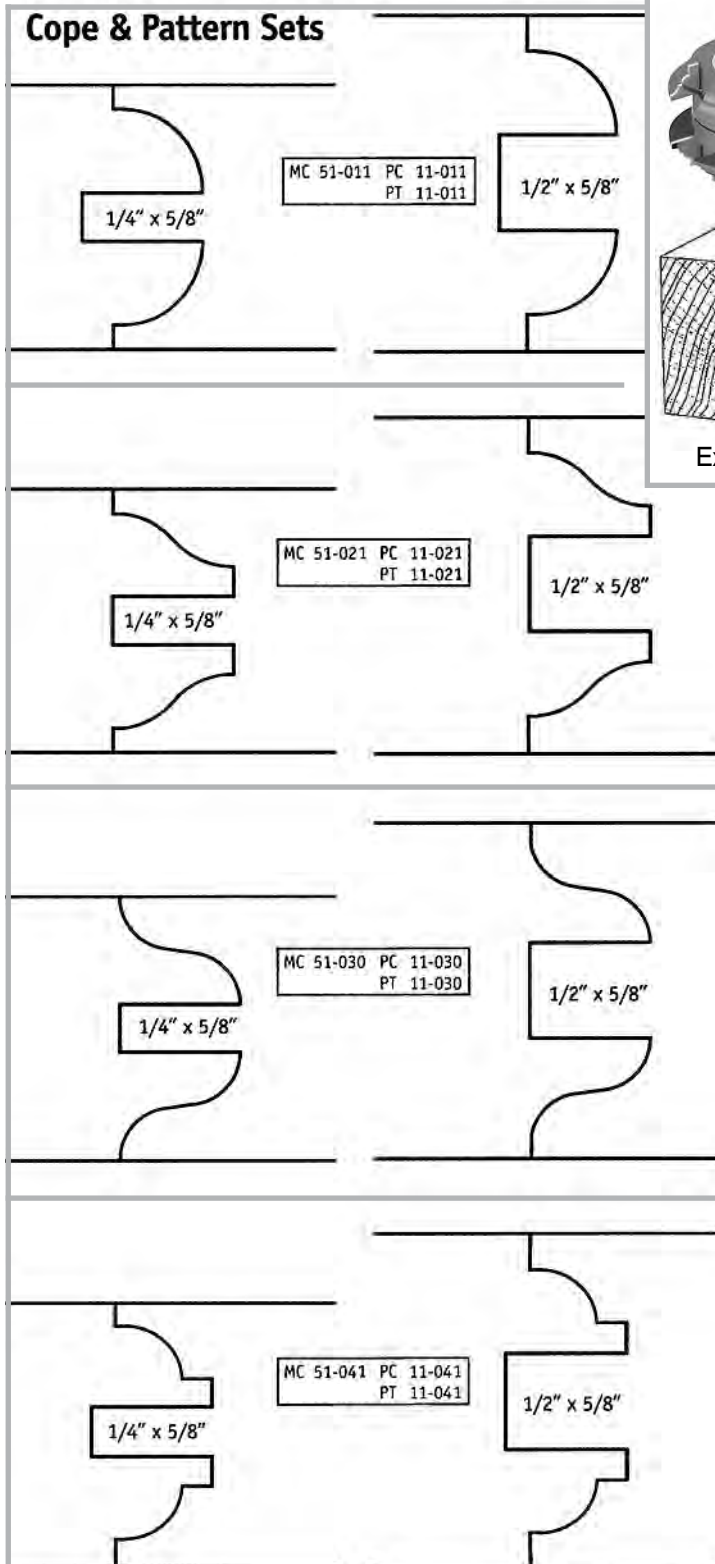 Cope & Pattern Sets
1/4" x 5/8"
MC 51-011 PC 11-011
PT 11-011
1/2" x 5/8"
1/4" x 5/8"
MC 51-021 PC 11-021
PT 11-021
1/2" x 5/8"
1/4" x 5/8"
MC 51-030 PC 11-030
PT 11-030
1/2" x 5/8"
1/4" x 5/8"
MC 51-041 PC 11-041
PT 11-041
1/2" x 5/8"